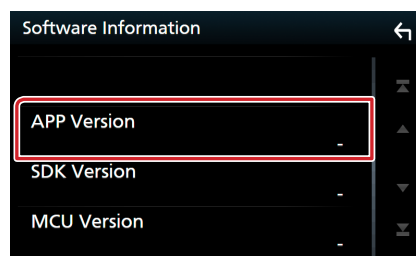 Software Information
APP Version
-
SDK Version
-
MCU Version
-